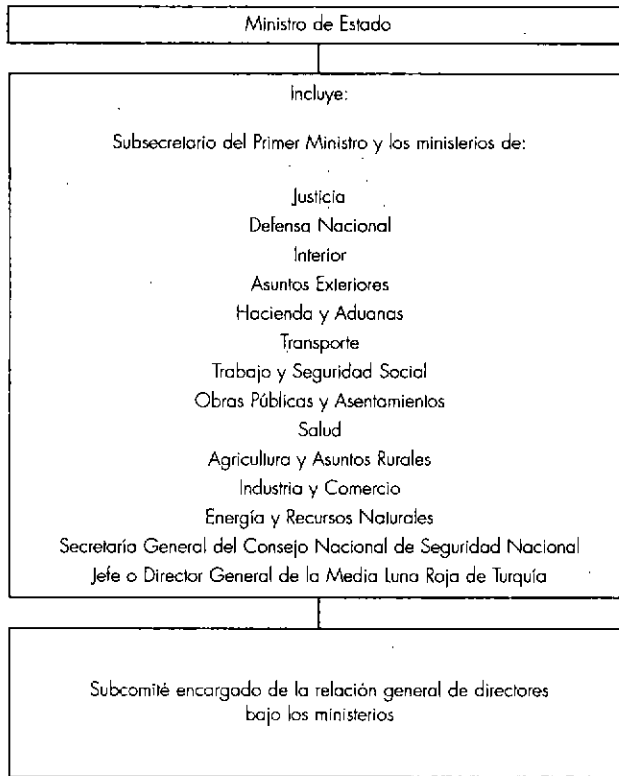 Ministro de Estado
Incluye:
Subsecretario del Primer Ministro y los ministerios de:
Justicia
Defensa Nacional
Interior
Asuntos Exteriores
Hacienda y Aduanas
Transporte
Trabajo y Seguridad Social
Obras Públicas y Asentamientos
Salud
Agricultura y Asuntos Rurales
Industria y Comercio
Energía y Recursos Naturales
Secretaría General del Consejo Nacional de Seguridad Nacional
Jefe o Director General de la Media Luna Roja de Turquía
Subcomité encargado de la relación general de directores
bajo los ministerios